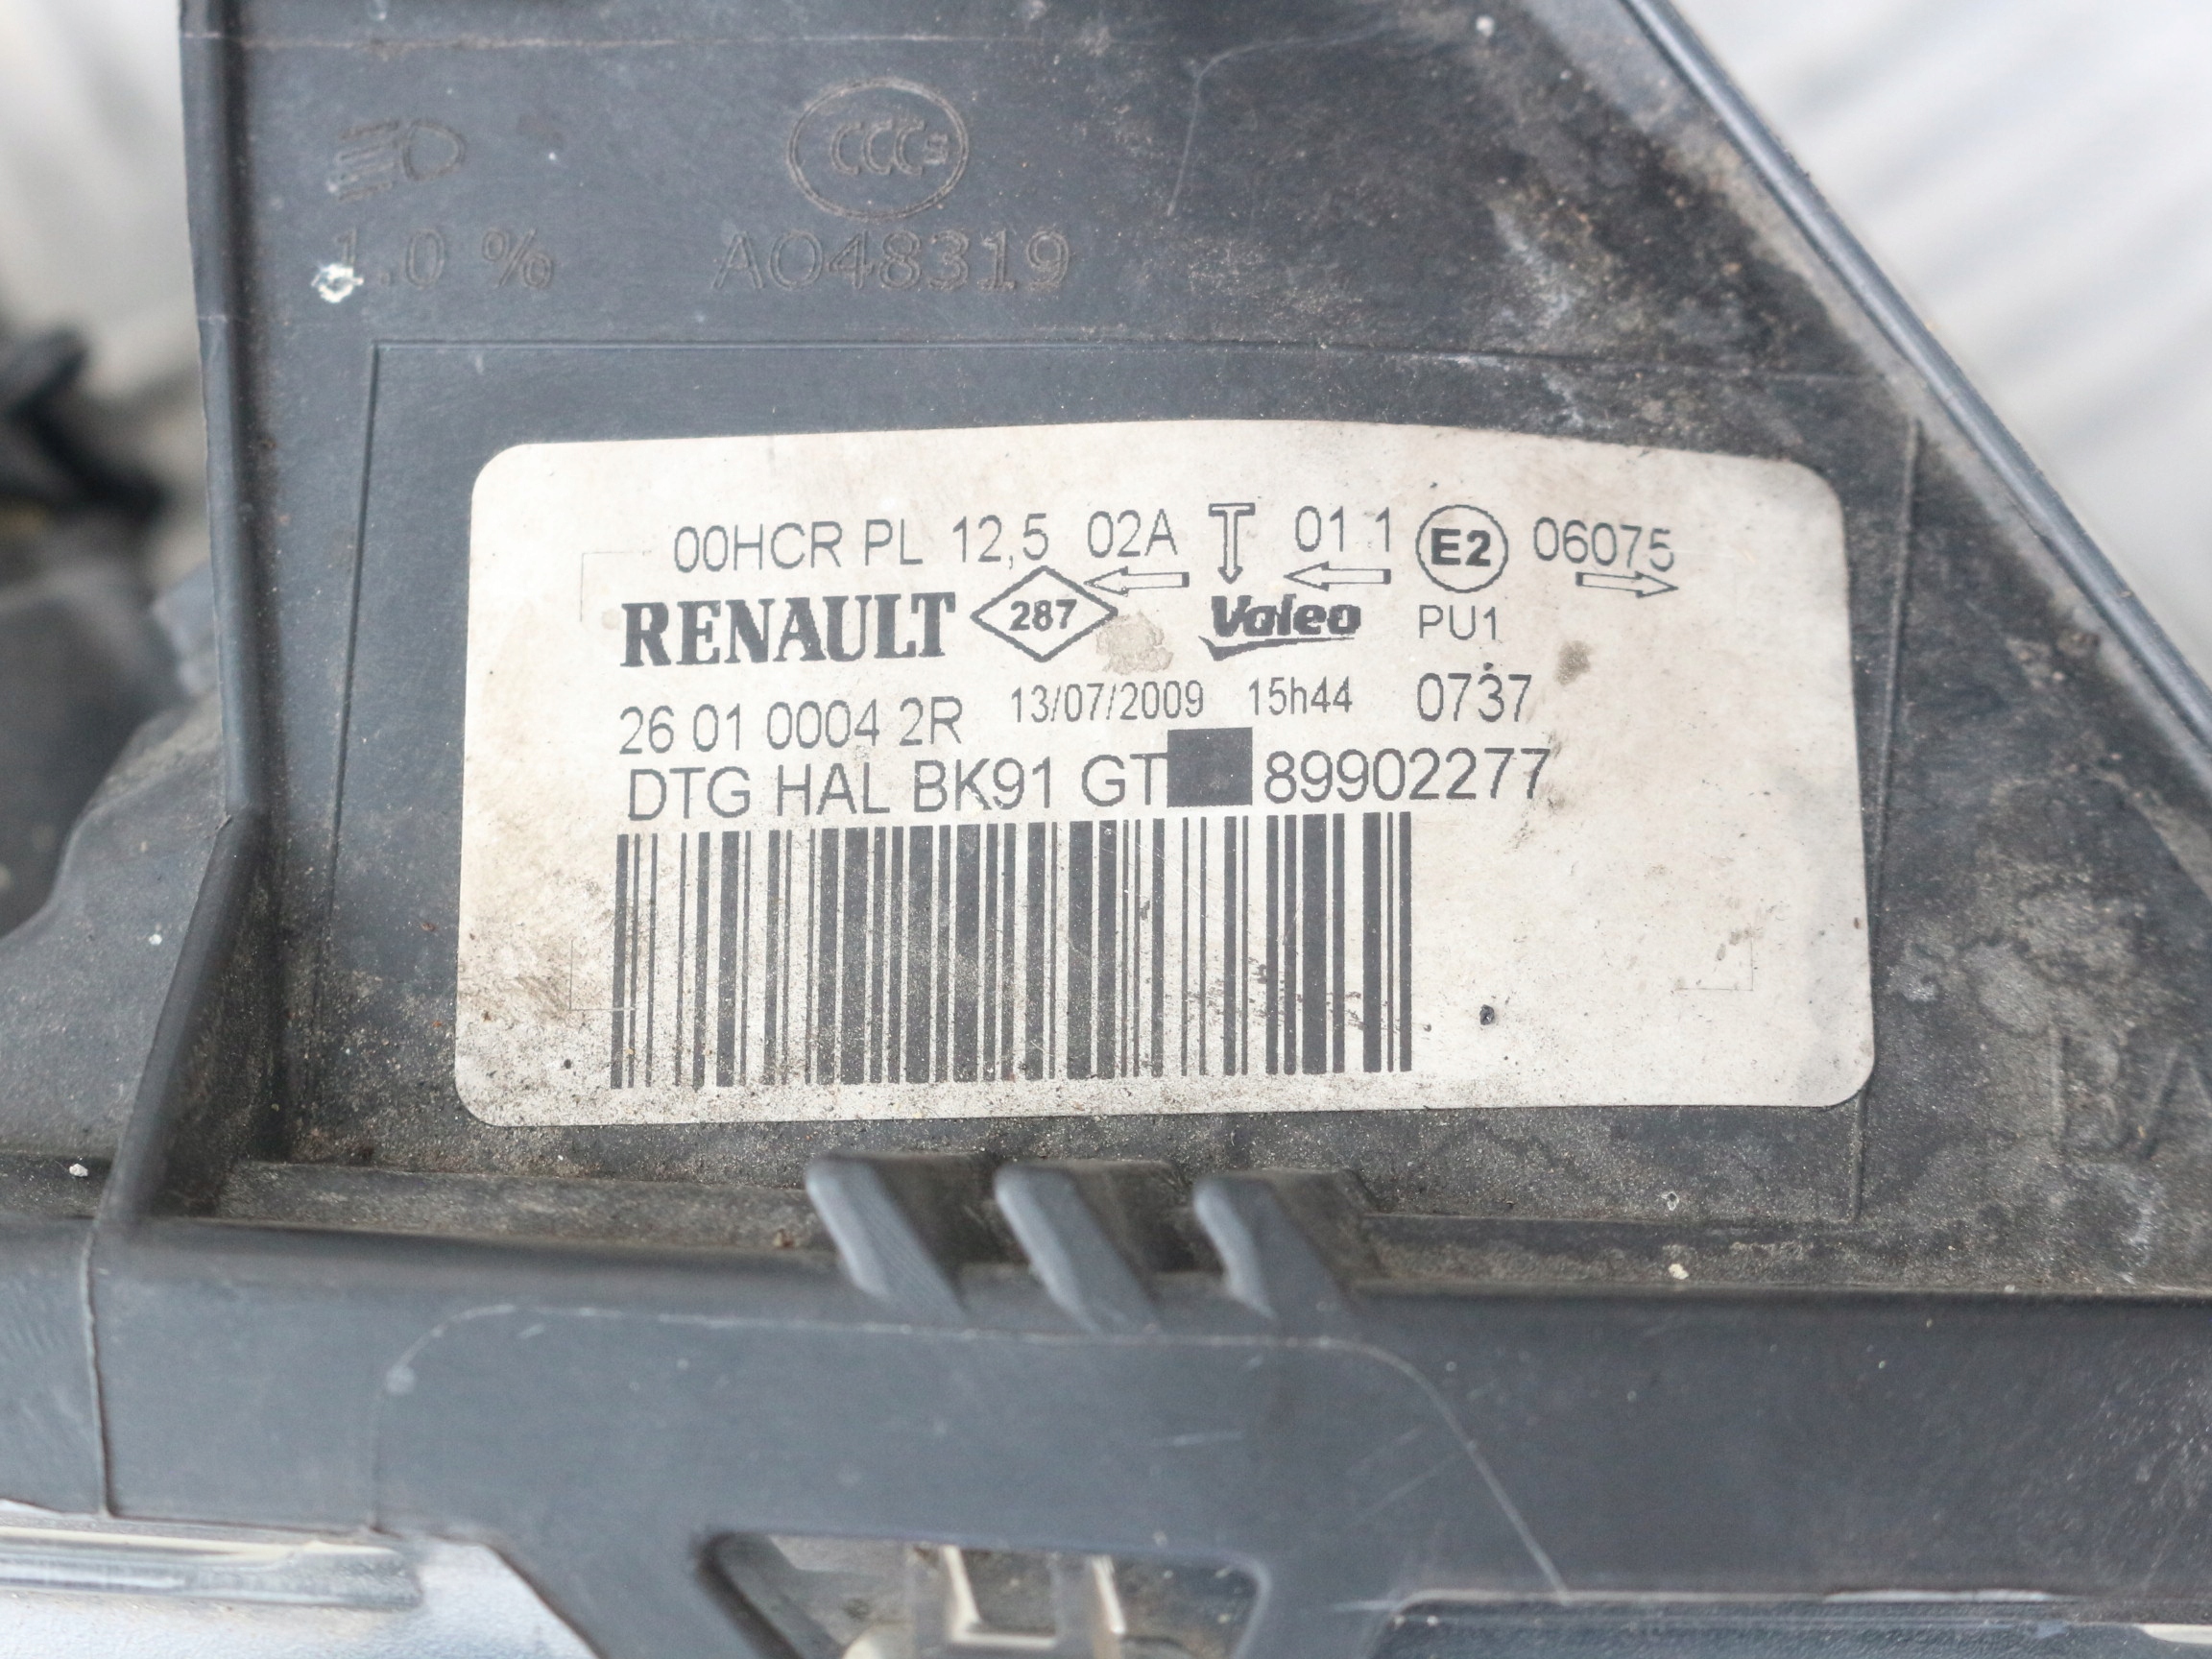 CCC S
1.0 % A048319
00HCR PL 12,5 02A 01 1 E2 06075
RENAULT 287 Valeo PU1
26 01 0004 2R 13/07/2009 15h44 0737
DTG HAL BK91 GT 89902277